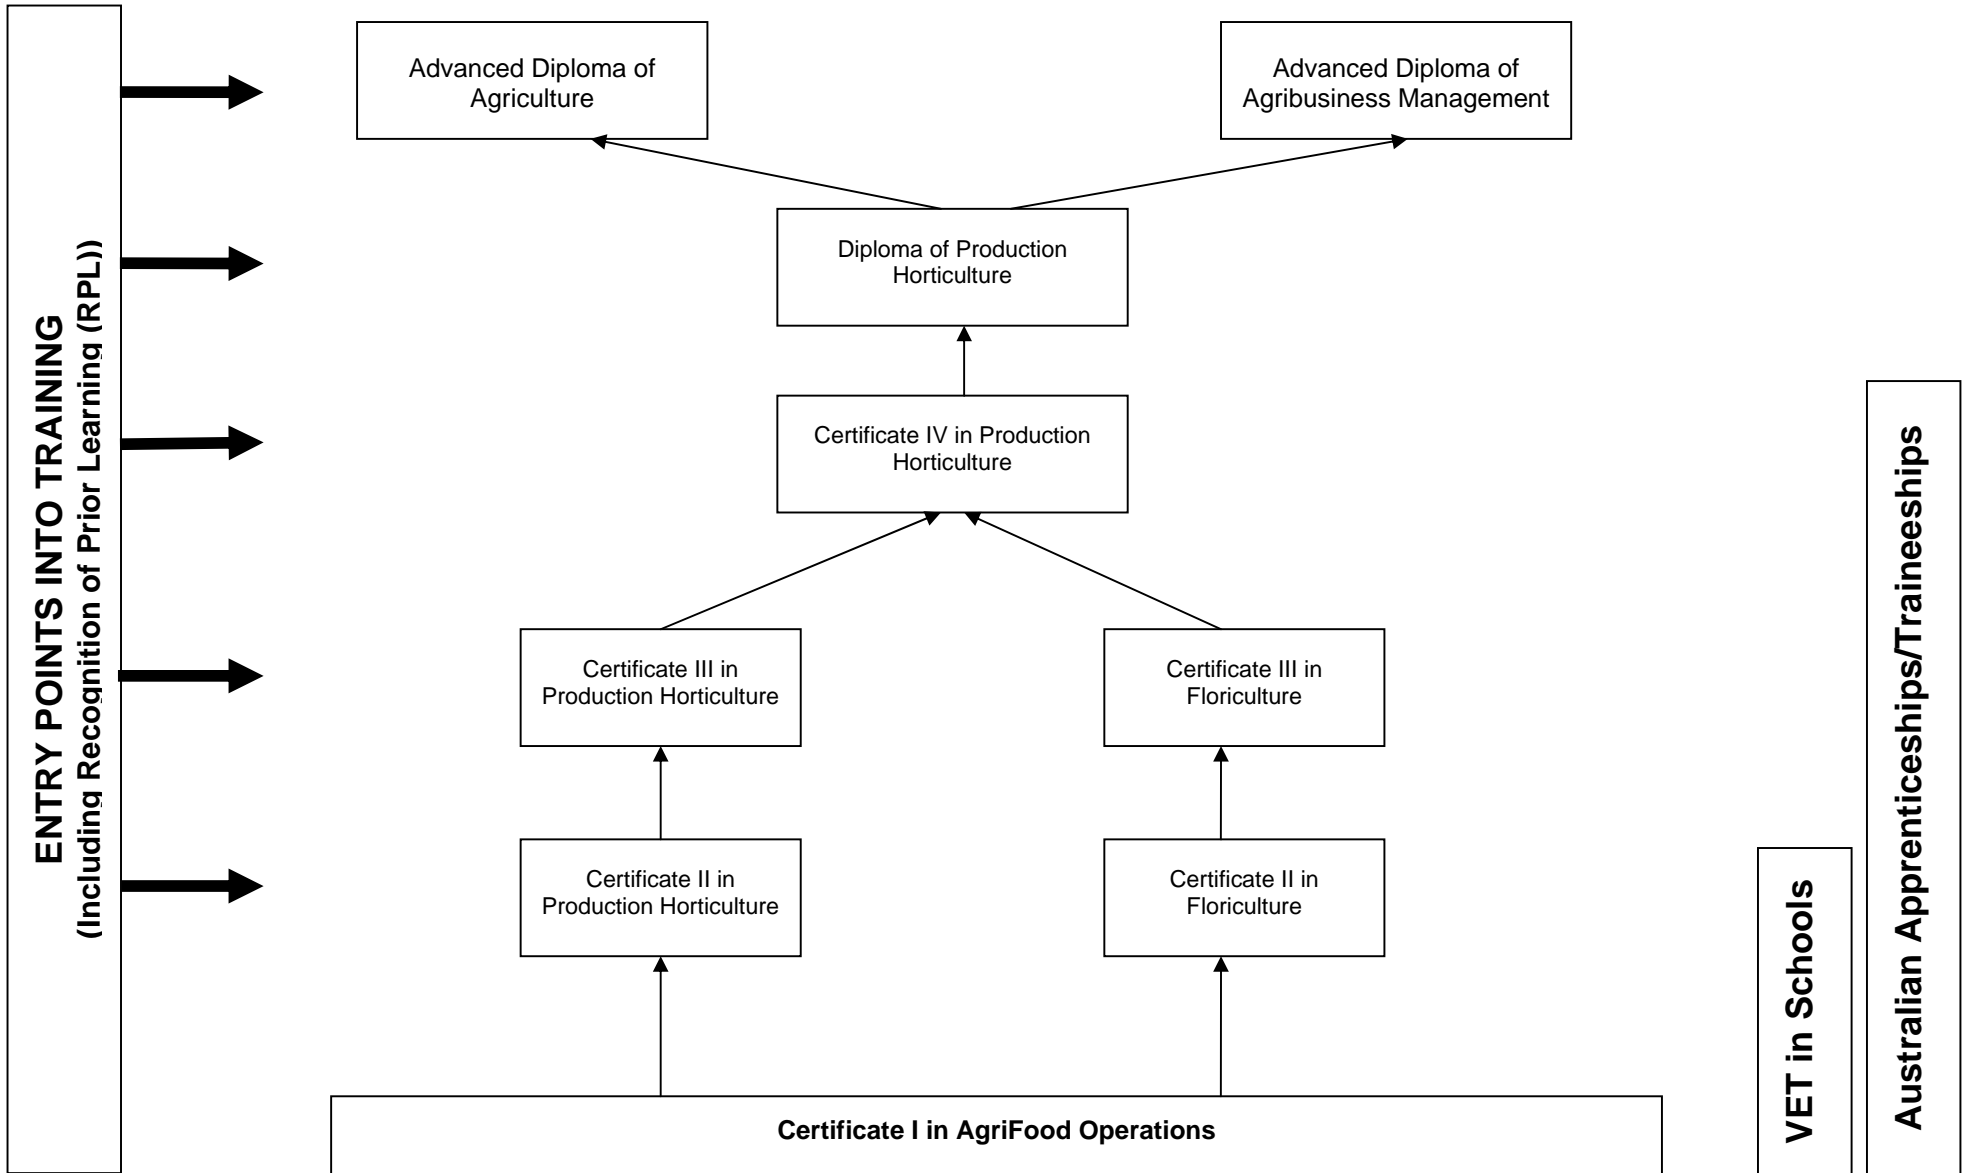 ENTRY POINTS INTO TRAINING
(Including Recognition of Prior Learning (RPL))
Advanced Diploma of
Agriculture
Advanced Diploma of
Agribusiness Management
Diploma of Production
Horticulture
Certificate IV in Production
Horticulture
Certificate III in
Production Horticulture
Certificate III in
Floriculture
Certificate II in
Production Horticulture
Certificate II in
Floriculture
Certificate I in AgriFood Operations
VET in Schools
Australian Apprenticeships/Traineeships